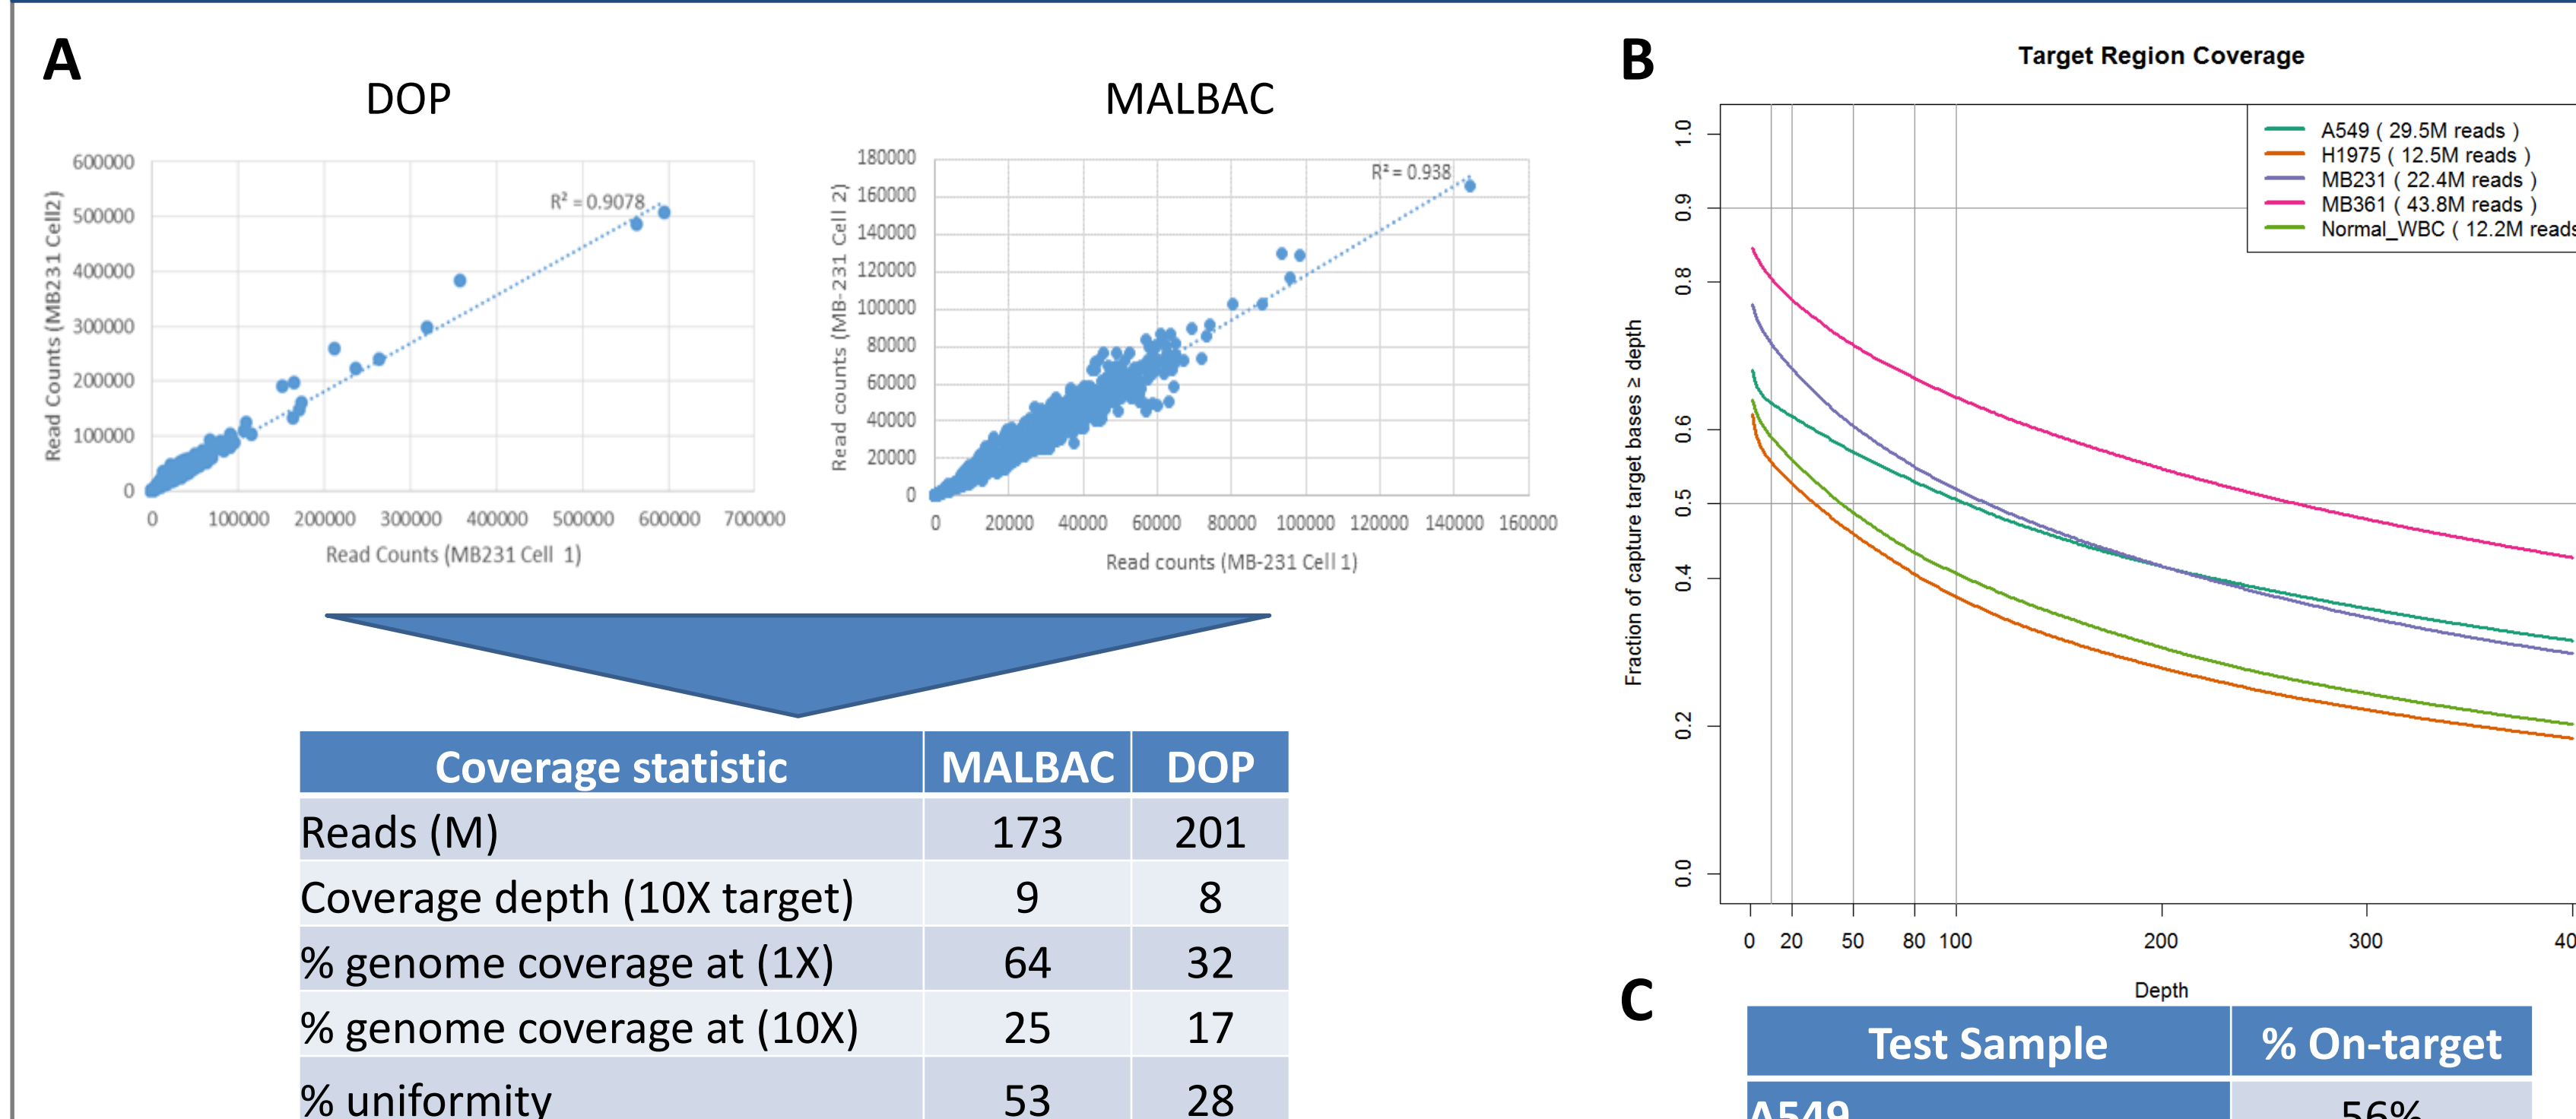 A
DOP
600000
500000
400000
300000
200000
100000
0
0 100000 200000 300000 400000 500000 600000 700000
Read Counts (MB231 Cell2)
Read Counts (MB231 Cell 1)
R² = 0.9078
MALBAC
180000
160000
140000
120000
100000
80000
60000
40000
20000
0
0 20000 40000 60000 80000 100000 120000 140000 160000
Read counts (MB-231 Cell 2)
Read counts (MB-231 Cell 1)
R² = 0.938
Coverage statistic MALBAC DOP
Reads (M) 173 201
Coverage depth (10X target) 9 8
% genome coverage at (1X) 64 32
% genome coverage at (10X) 25 17
% uniformity 53 28
B
Target Region Coverage
A549 ( 29.5M reads )
H1975 ( 12.5M reads )
MB231 ( 22.4M reads )
MB361 ( 43.8M reads )
Normal_WBC ( 12.2M reads
Fraction of capture target bases ≥ depth
1.0
0.9
0.8
0.6
0.5
0.4
0.2
0.0
0 20 50 80 100 200 300 40
Depth
C
Test Sample % On-target
A549 56%